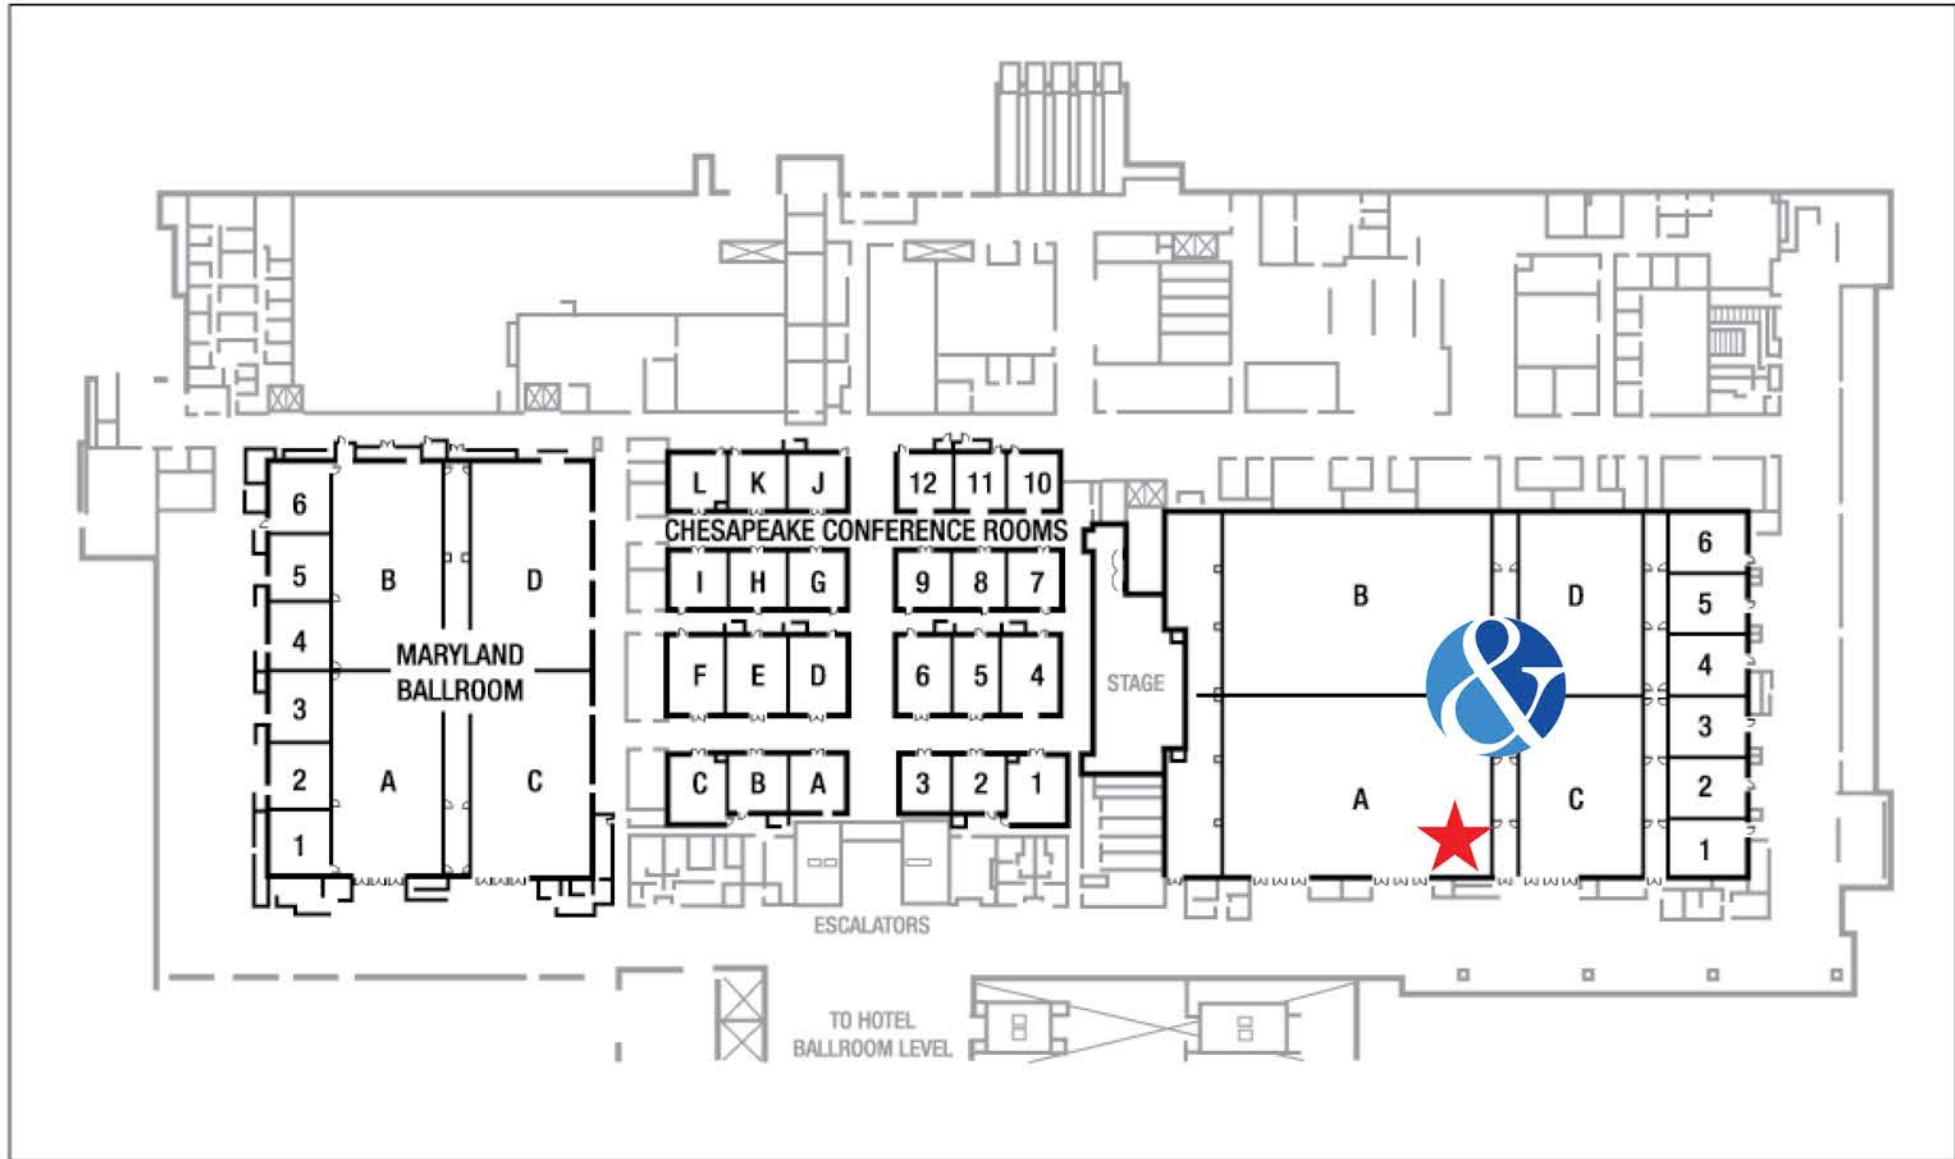 L K J
12 11 10
CHESAPEAKE CONFERENCE ROOMS
I H G
9 8 7
F E D
6 5 4
C B A
3 2 1
6
5
4
3
2
1
B
D
MARYLAND
BALLROOM
A
C
STAGE
B
D
&
A
C
6
5
4
3
2
1
ESCALATORS
TO HOTEL
BALLROOM LEVEL